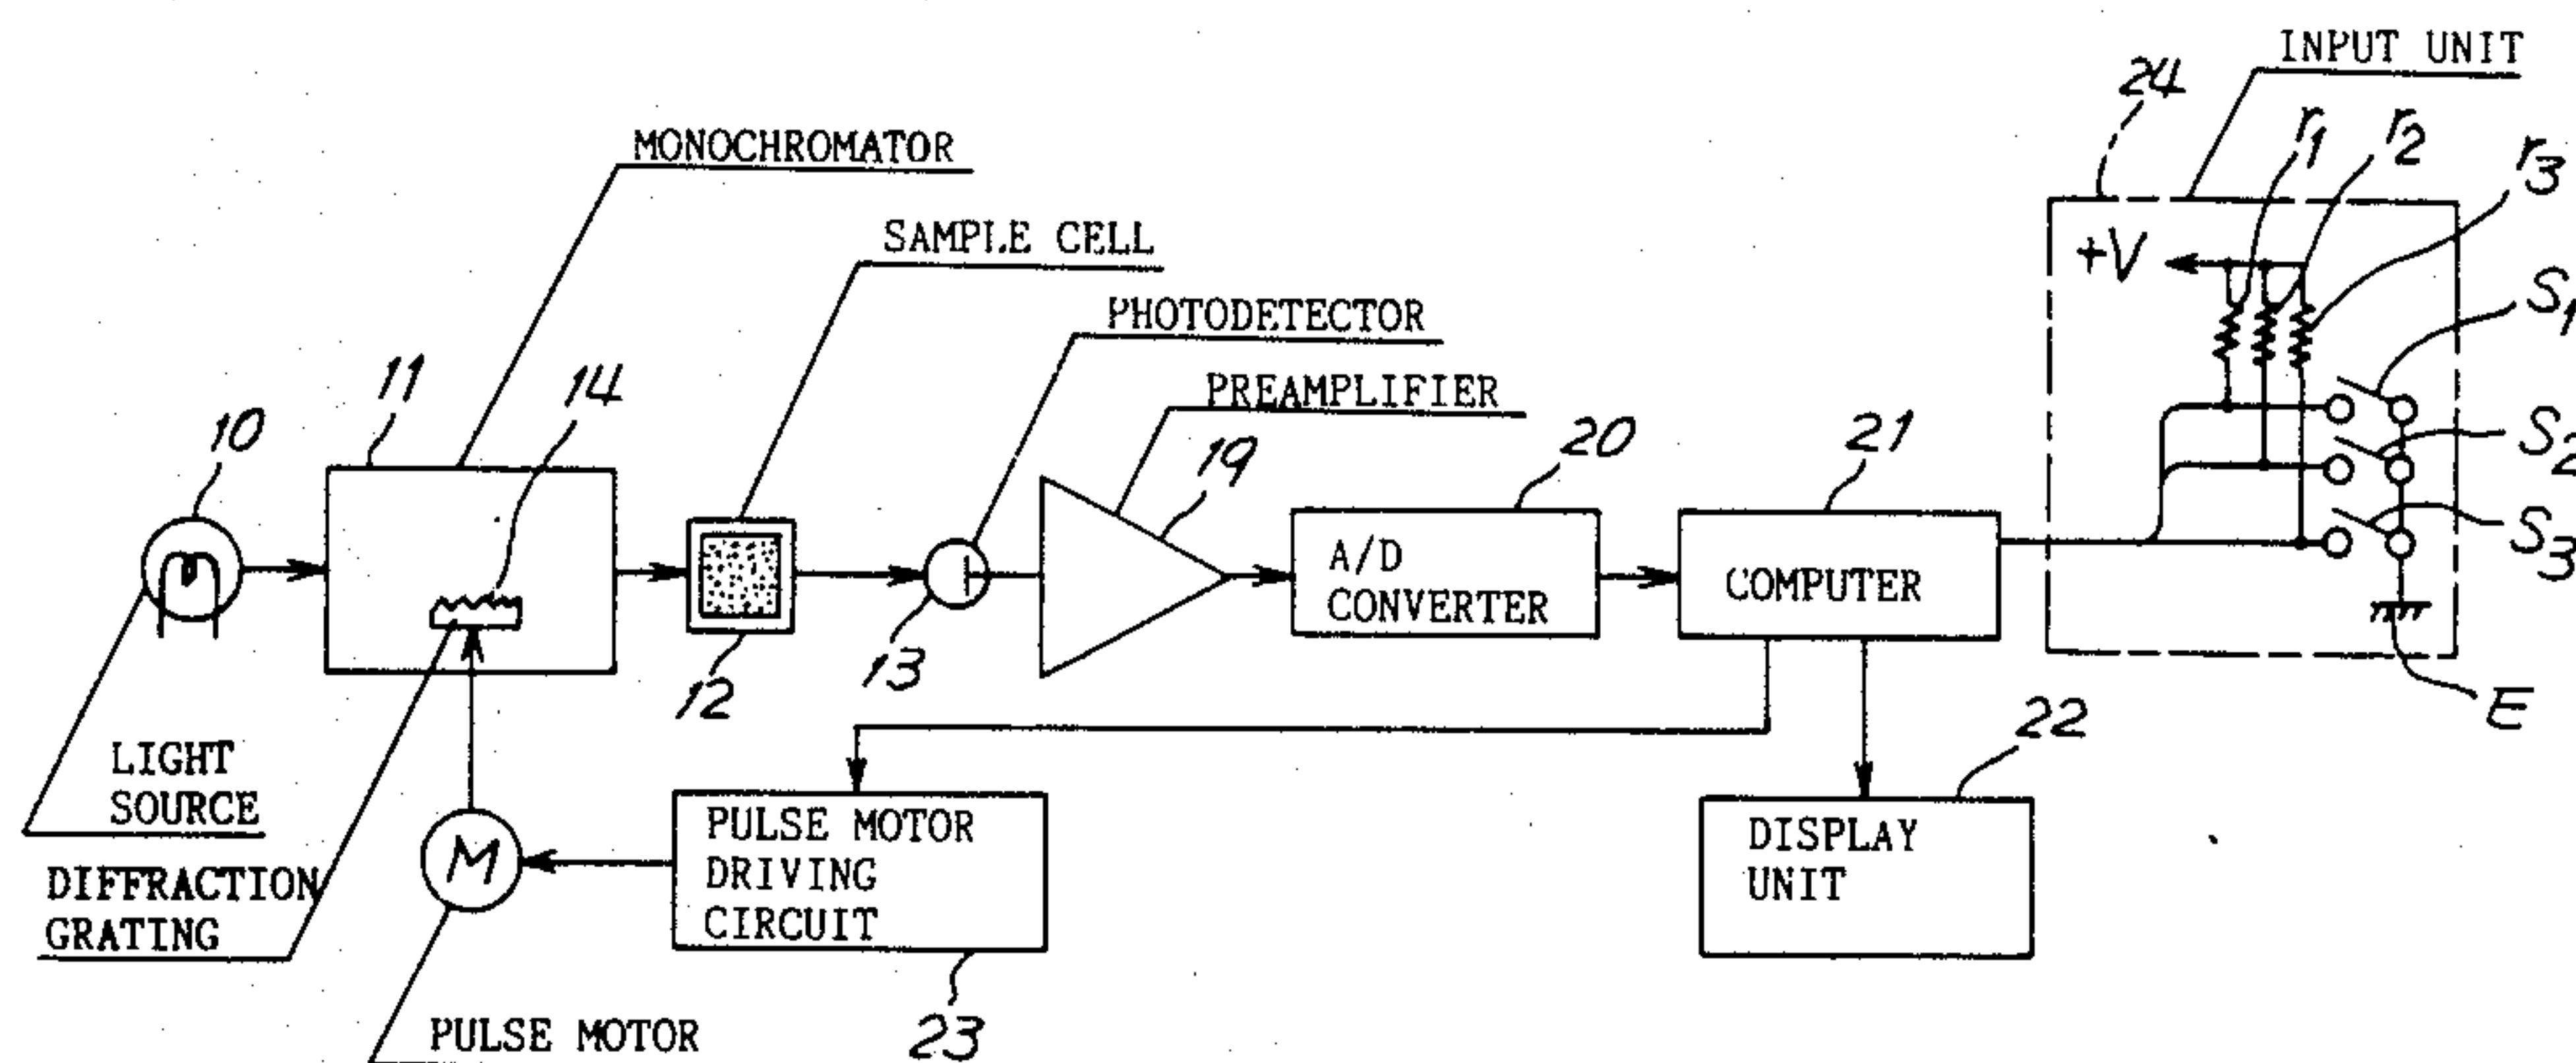 INPUT UNIT
24
r1
r2
r3
MONOCHROMATOR
SAMPLE CELL
+V
S1
PHOTODETECTOR
PREAMPLIFIER
11
14
10
19
20
21
S2
S3
A/D
CONVERTER
COMPUTER
12
13
E
LIGHT
SOURCE
22
M
PULSE MOTOR
DRIVING
CIRCUIT
DISPLAY
UNIT
DIFFRACTION
GRATING
23
PULSE MOTOR